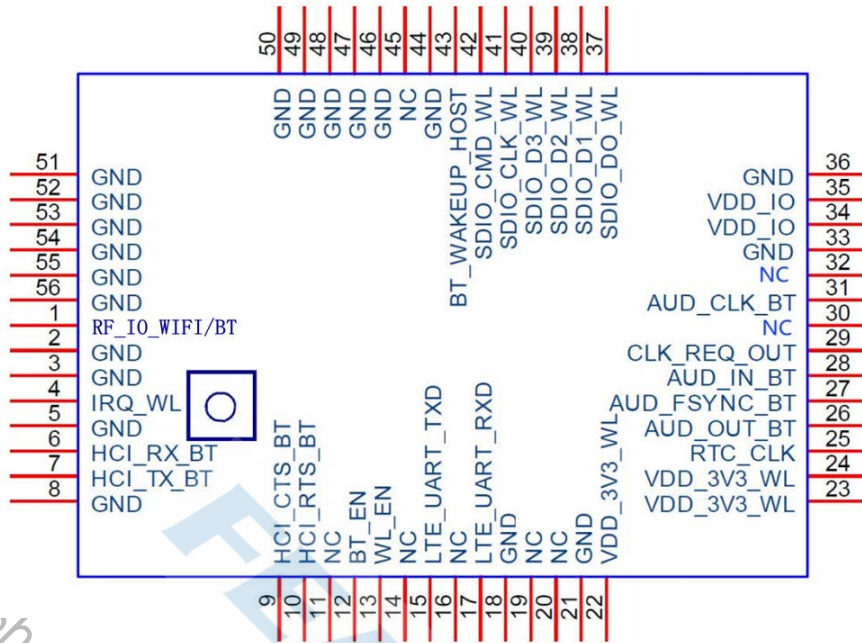 50 49 48 47 46 45 44 43 42 41 40 39 38 37
GND
GND
GND
GND
GND
NC
GND
BT_WAKEUP_HOST
SDIO_CMD_WL
SDIO_CLK_WL
SDIO_D3_WL
SDIO_D2_WL
SDIO_D1_WL
SDIO_DO_WL
51 GND
52 GND
53 GND
54 GND
55 GND
56 GND
1 RF_IO_WIFI/BT
2 GND
3 GND
4 IRQ_WL
5 GND
6 HCI_RX_BT
7 HCI_TX_BT
8 GND
GND 36
VDD_IO 35
VDD_IO 34
GND 33
NC 32
AUD_CLK_BT 31
NC 30
CLK_REQ_OUT 29
AUD_IN_BT 28
AUD_FSYNC_BT 27
AUD_OUT_BT 26
RTC_CLK 25
VDD_3V3_WL 24
VDD_3V3_WL 23
HCI_CTS_BT
HCI_RTS_BT
NC
BT_EN
WL_EN
NC
LTE_UART_TXD
NC
LTE_UART_RXD
GND
NC
NC
GND
VDD_3V3_WL
9 10 11 12 13 14 15 16 17 18 19 20 21 22